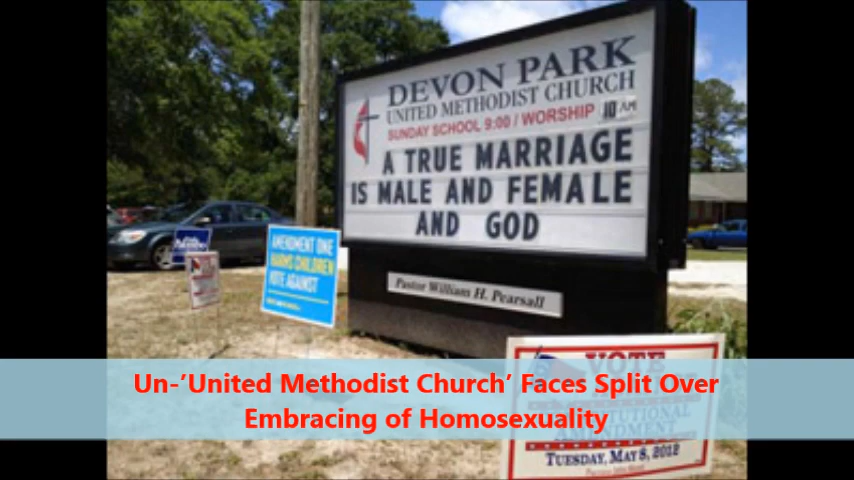 DEVON PARK
UNITED METHODIST CHURCH
SUNDAY SCHOOL 9:00 / WORSHIP 10 AM
A TRUE MARRIAGE
IS MALE AND FEMALE
AND GOD
Pastor William H. Pearsall
AMENDMENT ONE
HARMS CHILDREN
VOTE AGAINST
VOTE
Un-’United Methodist Church’ Faces Split Over
Embracing of Homosexuality
AMENDMENT
TUESDAY, MAY 8, 2012